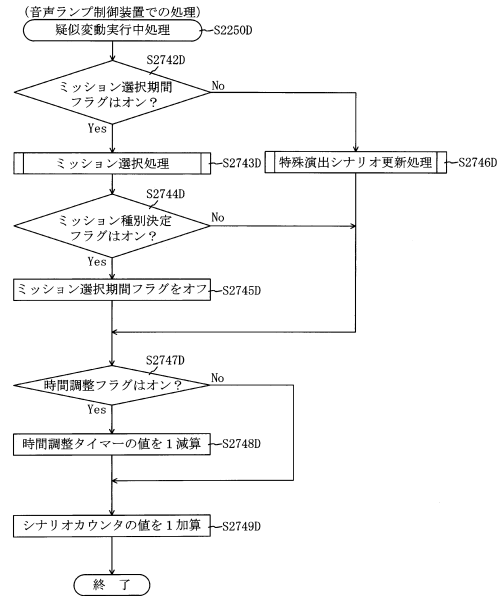 (音声ランプ制御装置での処理)
疑似変動実行中処理
S2250D
S2742D
ミッション選択期間
フラグはオン？
No
Yes
ミッション選択処理
S2743D
特殊演出シナリオ更新処理
S2746D
S2744D
ミッション種別決定
フラグはオン？
No
Yes
ミッション選択期間フラグをオフ
S2745D
S2747D
時間調整フラグはオン？
No
Yes
時間調整タイマーの値を１減算
S2748D
シナリオカウンタの値を１加算
S2749D
終 了